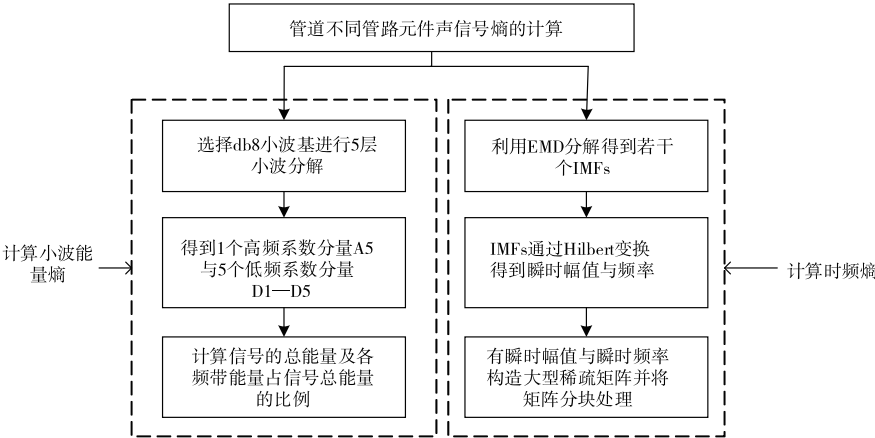 管道不同管路元件声信号熵的计算
选择db8小波基进行5层
小波分解
利用EMD分解得到若干
个IMFs
计算小波能
量熵
得到1个高频系数分量A5
与5个低频系数分量
D1—D5
IMFs通过Hilbert变换
得到瞬时幅值与频率
计算时频熵
计算信号的总能量及各
频带能量占信号总能量
的比例
有瞬时幅值与瞬时频率
构造大型稀疏矩阵并将
矩阵分块处理